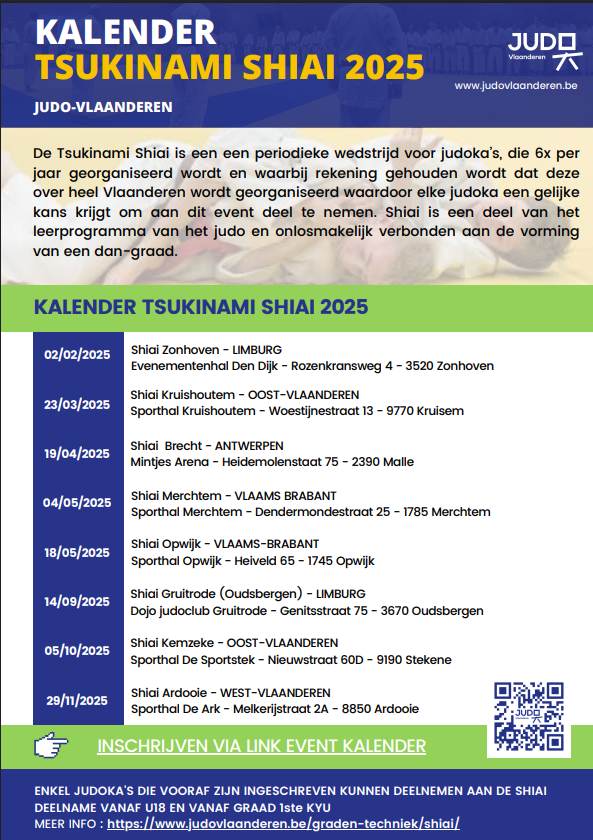 KALENDER
TSUKINAMI SHIAI 2025
JUDO
Vlaanderen
www.judovlaanderen.be
JUDO-VLAANDEREN
De Tsukinami Shiai is een een periodieke wedstrijd voor judoka's, die 6x per
jaar georganiseerd wordt en waarbij rekening gehouden wordt dat deze
over heel Vlaanderen wordt georganiseerd waardoor elke judoka een gelijke
kans krijgt om aan dit event deel te nemen. Shiai is een deel van het
leerprogramma van het judo en onlosmakelijk verbonden aan de vorming
van een dan-graad.
KALENDER TSUKINAMI SHIAI 2025
02/02/2025
Shiai Zonhoven - LIMBURG
Evenementenhal Den Dijk - Rozenkransweg 4 - 3520 Zonhoven
23/03/2025
Shiai Kruishoutem - OOST-VLAANDEREN
Sporthal Kruishoutem - Woestijnestraat 13 - 9770 Kruisem
19/04/2025
Shiai Brecht - ANTWERPEN
Mintjes Arena - Heidemolenstaat 75 - 2390 Malle
04/05/2025
Shiai Merchtem - VLAAMS BRABANT
Sporthal Merchtem - Dendermondestraat 25 - 1785 Merchtem
18/05/2025
Shiai Opwijk - VLAAMS-BRABANT
Sporthal Opwijk - Heiveld 65 - 1745 Opwijk
14/09/2025
Shiai Gruitrode (Oudsbergen) - LIMBURG
Dojo judoclub Gruitrode - Genitsstraat 75 - 3670 Oudsbergen
05/10/2025
Shiai Kemzeke - OOST-VLAANDEREN
Sporthal De Sportstek - Nieuwstraat 60D - 9190 Stekene
29/11/2025
Shiai Ardooie - WEST-VLAANDEREN
Sporthal De Ark - Melkerijstraat 2A - 8850 Ardooie
JUDO
INSCHRIJVEN VIA LINK EVENT KALENDER
ENKEL JUDOKA'S DIE VOORAF ZIJN INGESCHREVEN KUNNEN DEELNEMEN AAN DE SHIAI
DEELNAME VANAF U18 EN VANAF GRAAD 1ste KYU
MEER INFO : https://www.judovlaanderen.be/graden-techniek/shiai/